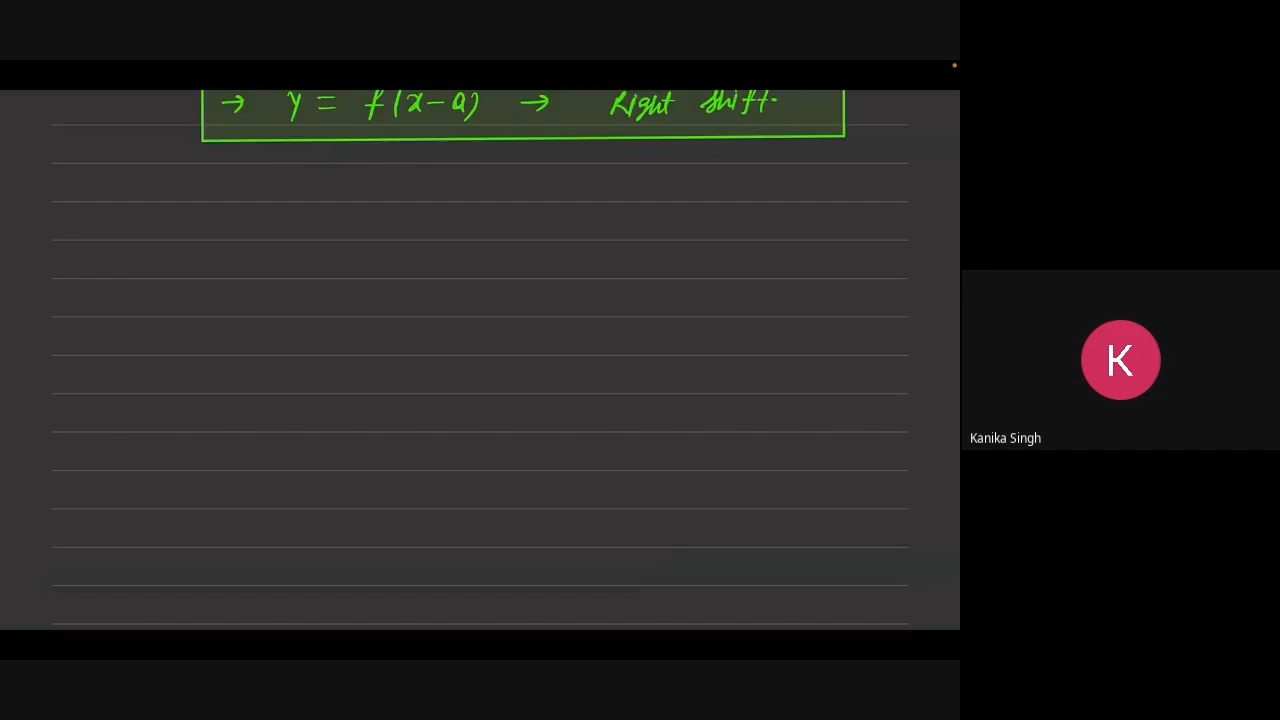 → y = f(x-a) → Right shift.
K
Kanika Singh